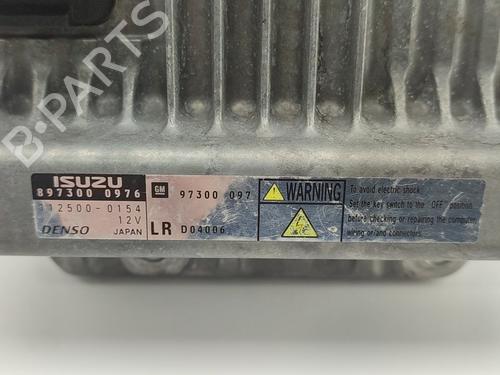 B-PARTS
ISUZU
897300 0976
112500-0154
12V
DENSO JAPAN
GM 97300 097
LR D04006
WARNING
To avoid electric shock
Set the key switch to the "OFF" position
before checking or repairing the computer
wiring or/and connectors.